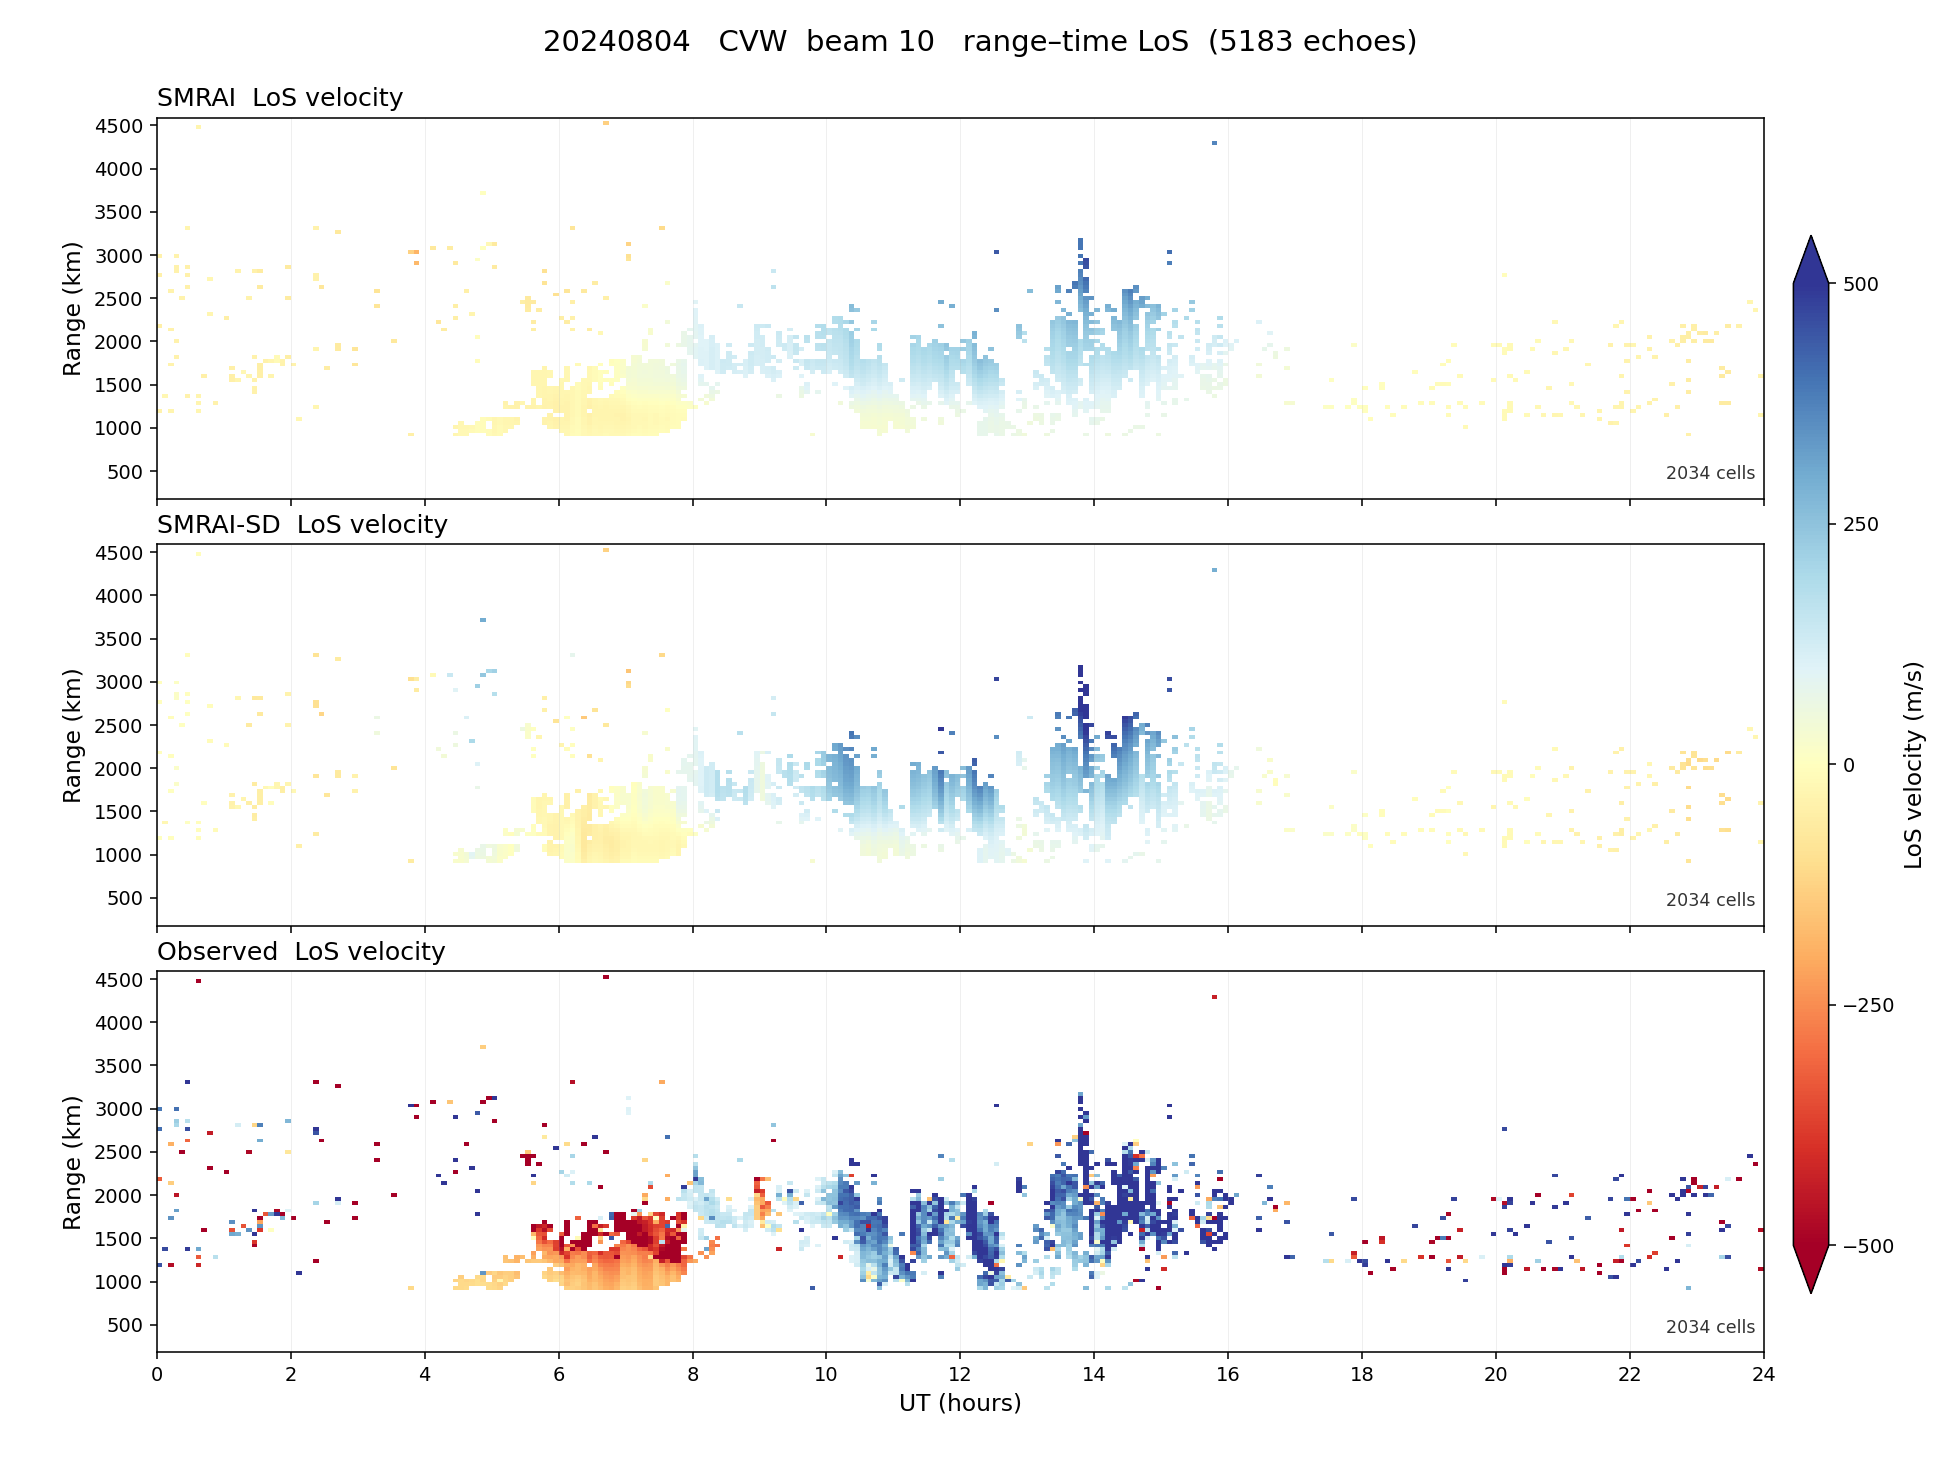 20240804 CVW beam 10 range–time LoS (5183 echoes)
SMRAI LoS velocity
4500
4000
3500
3000
2500
2000
1500
1000
500
Range (km)
2034 cells
SMRAI-SD LoS velocity
4500
4000
3500
3000
2500
2000
1500
1000
500
Range (km)
2034 cells
Observed LoS velocity
4500
4000
3500
3000
2500
2000
1500
1000
500
Range (km)
2034 cells
0 2 4 6 8 10 12 14 16 18 20 22 24
UT (hours)
500
250
0
−250
−500
LoS velocity (m/s)